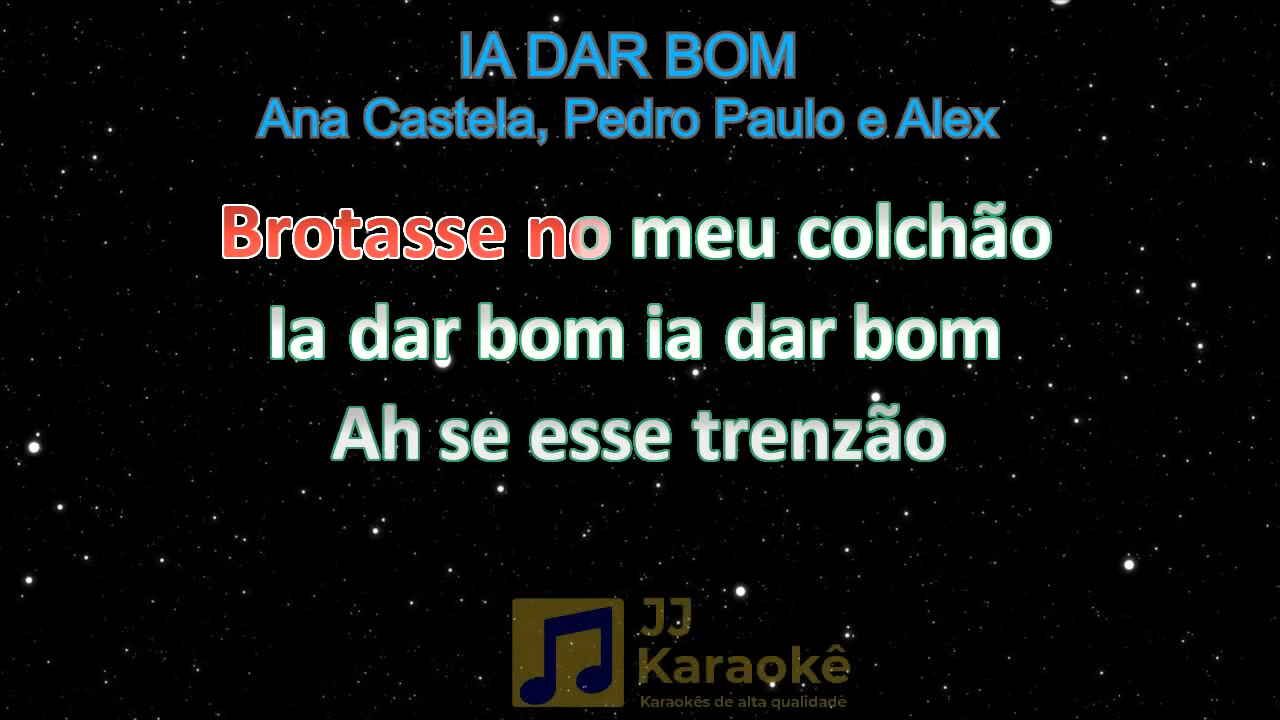 IA DAR BOM
Ana Castela, Pedro Paulo e Alex
Brotasse no meu colchão
Ia dar bom ia dar bom
Ah se esse trenzão
JJ
Karaokê
Karaokês de alta qualidade